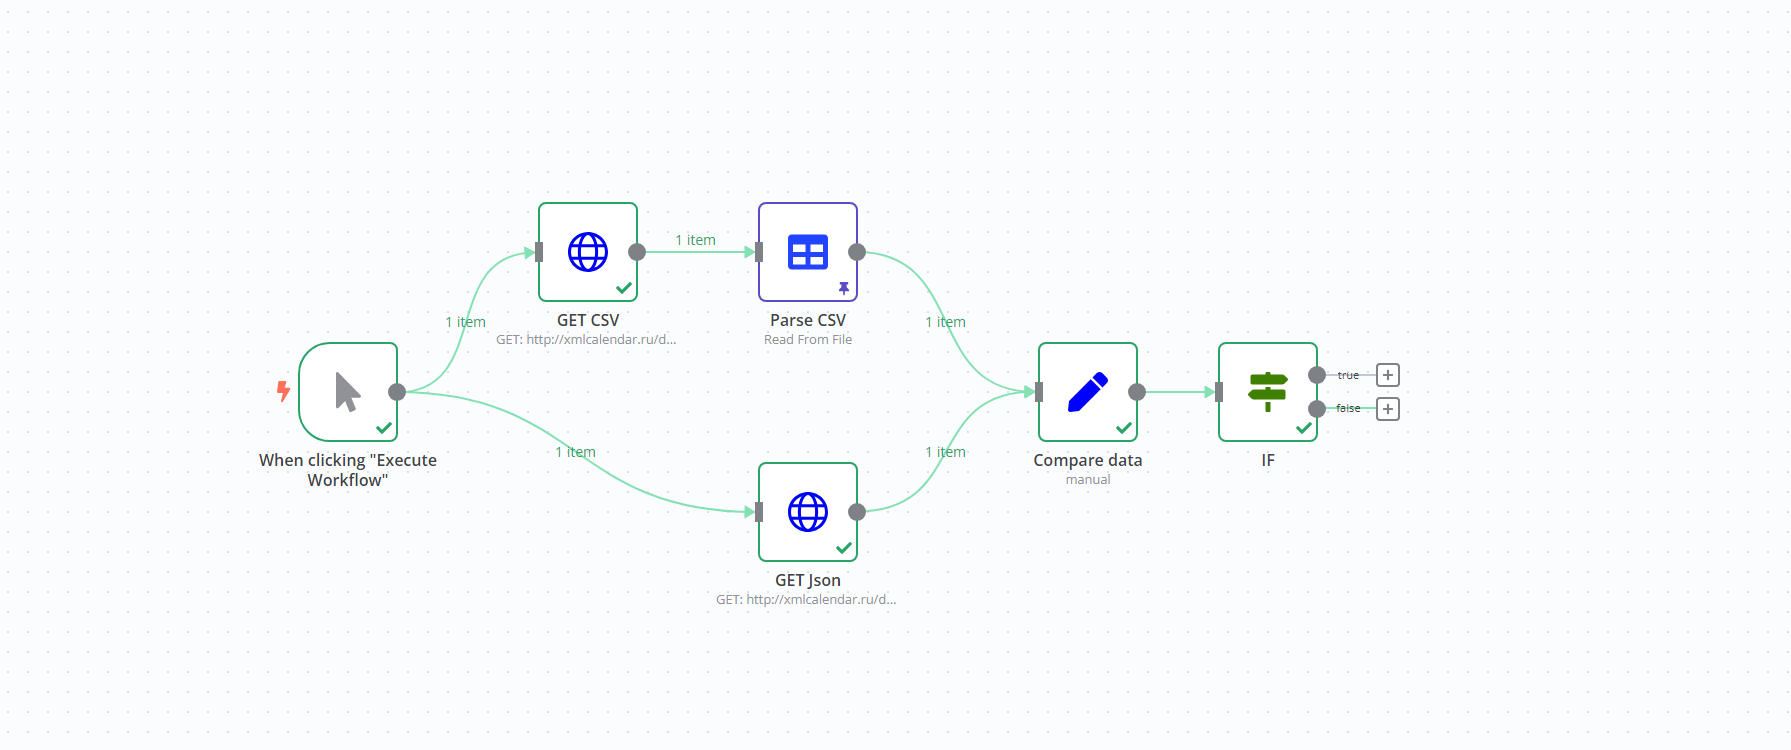 1 item
GET CSV
GET: http://xmlcalendar.ru/d...
Parse CSV
Read From File
1 item
1 item
When clicking "Execute
Workflow"
1 item
1 item
GET Json
GET: http://xmlcalendar.ru/d...
Compare data
manual
true
false
IF